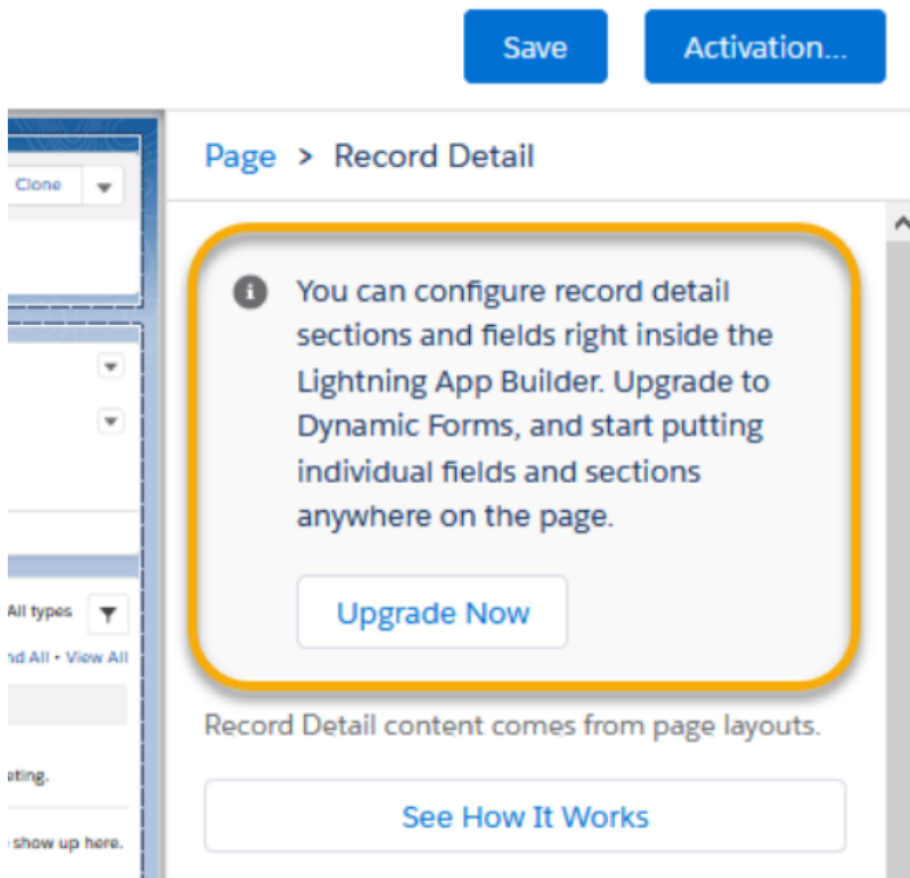 Save
Activation...
Clone
Page > Record Detail
You can configure record detail
sections and fields right inside the
Lightning App Builder. Upgrade to
Dynamic Forms, and start putting
individual fields and sections
anywhere on the page.
Upgrade Now
All types
All • View All
Record Detail content comes from page layouts.
See How It Works
show up here.